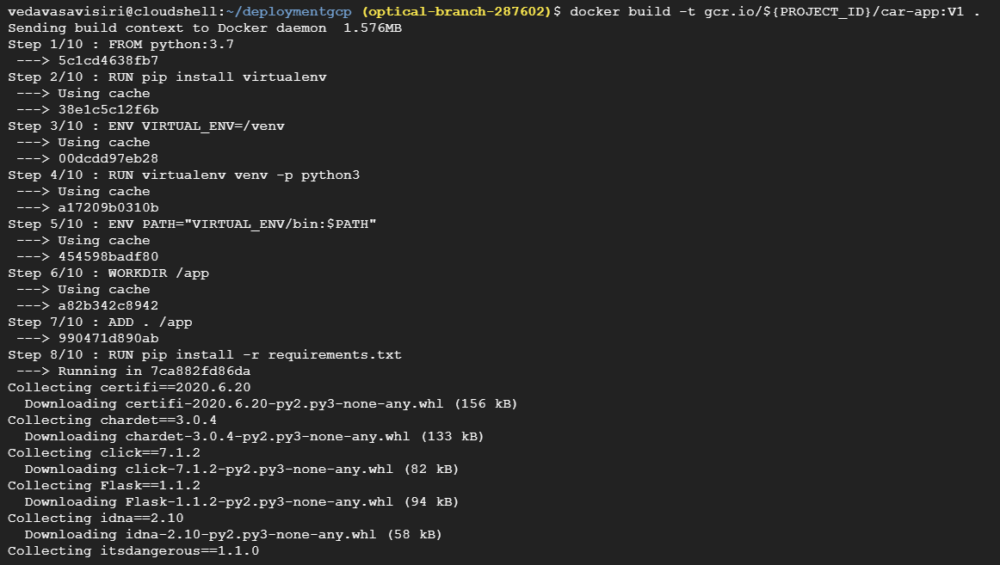 vedavasavisiri@cloudshell:~/deploymentgcp (optical-branch-287602)$ docker build -t gcr.io/${PROJECT_ID}/car-app:V1 .
Sending build context to Docker daemon  1.576MB
Step 1/10 : FROM python:3.7
 ---> 5c1cd4638fb7
Step 2/10 : RUN pip install virtualenv
 ---> Using cache
 ---> 38e1c5c12f6b
Step 3/10 : ENV VIRTUAL_ENV=/venv
 ---> Using cache
 ---> 00dcdd97eb28
Step 4/10 : RUN virtualenv venv -p python3
 ---> Using cache
 ---> a17209b0310b
Step 5/10 : ENV PATH="VIRTUAL_ENV/bin:$PATH"
 ---> Using cache
 ---> 454598badf80
Step 6/10 : WORKDIR /app
 ---> Using cache
 ---> a82b342c8942
Step 7/10 : ADD . /app
 ---> 990471d890ab
Step 8/10 : RUN pip install -r requirements.txt
 ---> Running in 7ca882fd86da
Collecting certifi==2020.6.20
  Downloading certifi-2020.6.20-py2.py3-none-any.whl (156 kB)
Collecting chardet==3.0.4
  Downloading chardet-3.0.4-py2.py3-none-any.whl (133 kB)
Collecting click==7.1.2
  Downloading click-7.1.2-py2.py3-none-any.whl (82 kB)
Collecting Flask==1.1.2
  Downloading Flask-1.1.2-py2.py3-none-any.whl (94 kB)
Collecting idna==2.10
  Downloading idna-2.10-py2.py3-none-any.whl (58 kB)
Collecting itsdangerous==1.1.0